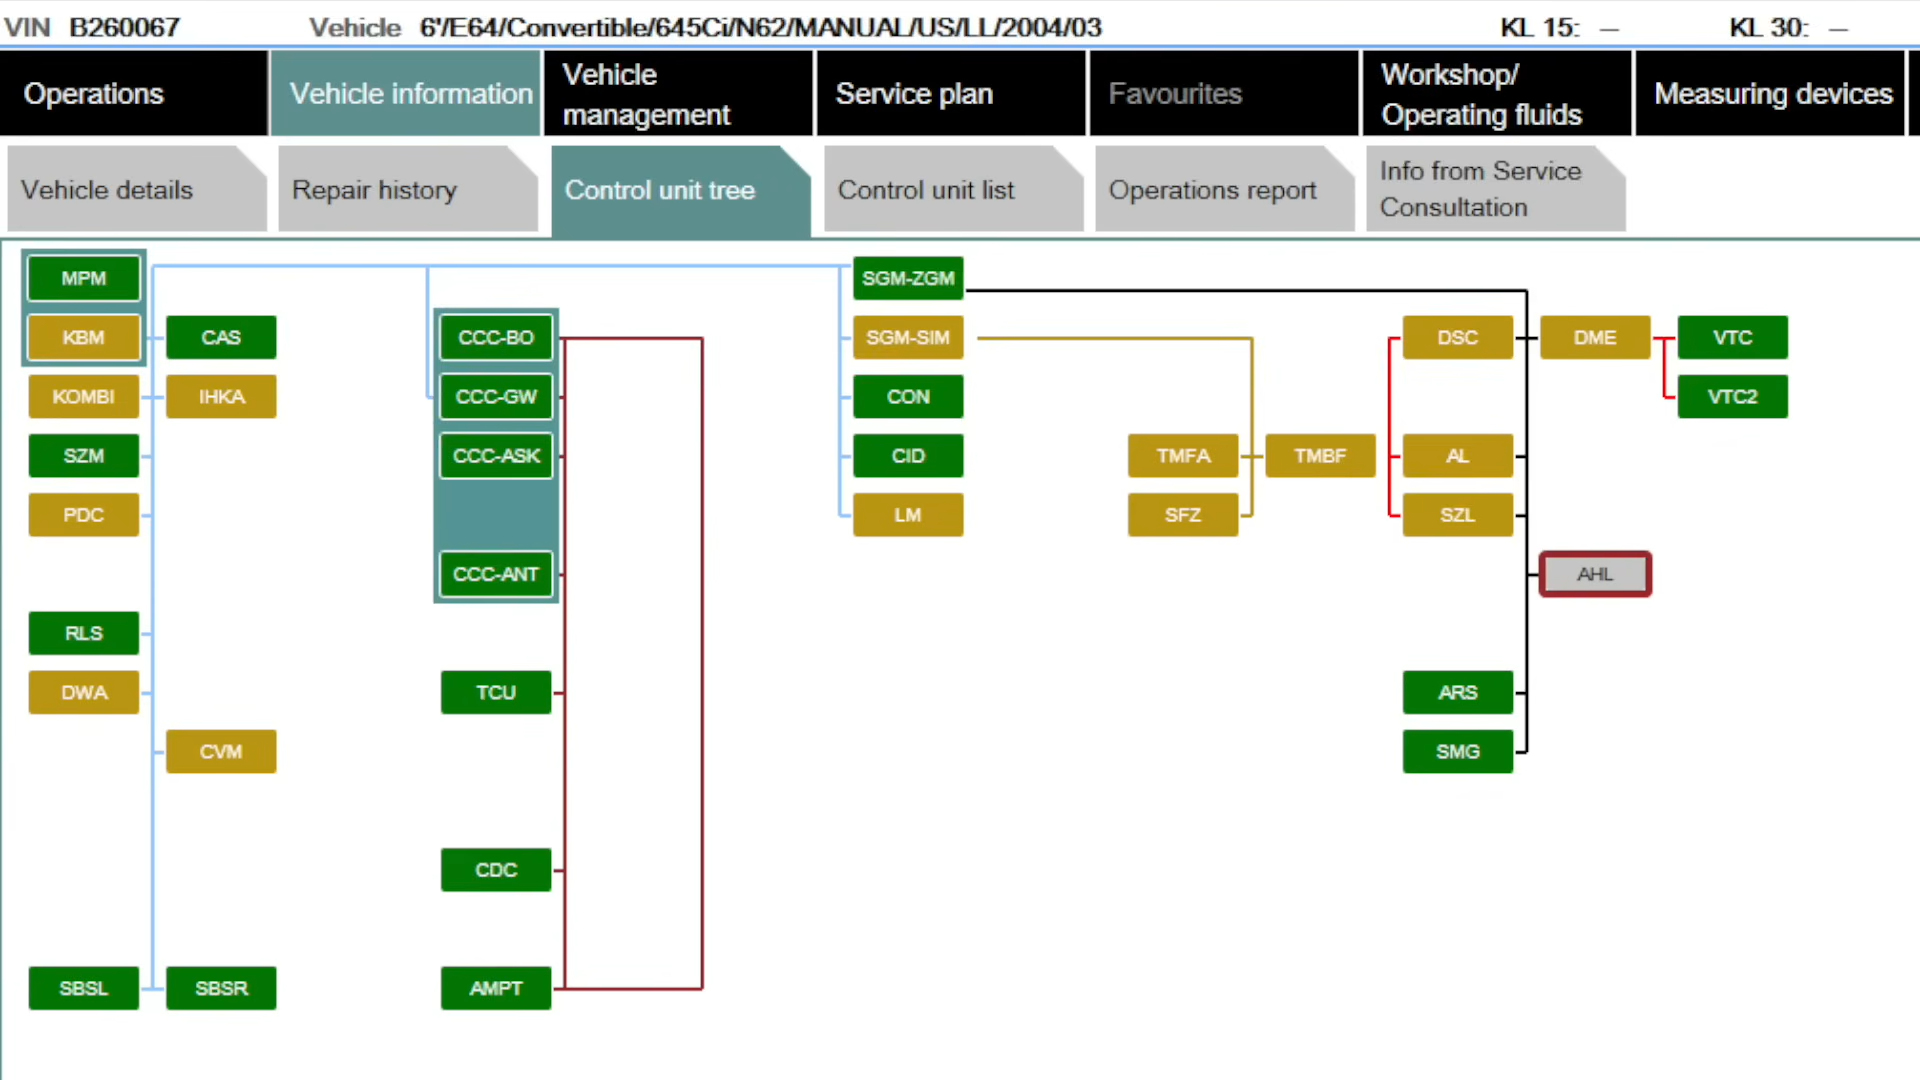 VIN B260067 Vehicle 6'/E64/Convertible/645Ci/N62/MANUAL/US/LL/2004/03 KL 15: – KL 30: –
Operations
Vehicle information
Vehicle
management
Service plan
Favourites
Workshop/
Operating fluids
Measuring devices
Vehicle details
Repair history
Control unit tree
Control unit list
Operations report
Info from Service
Consultation
MPM SGM-ZGM
KBM CAS CCC-BO SGM-SIM DSC DME VTC
KOMBI IHKA CCC-GW CON VTC2
SZM CCC-ASK CID TMFA TMBF AL
PDC LM SFZ SZL
CCC-ANT AHL
RLS
DWA TCU ARS
CVM SMG
CDC
SBSL SBSR AMPT